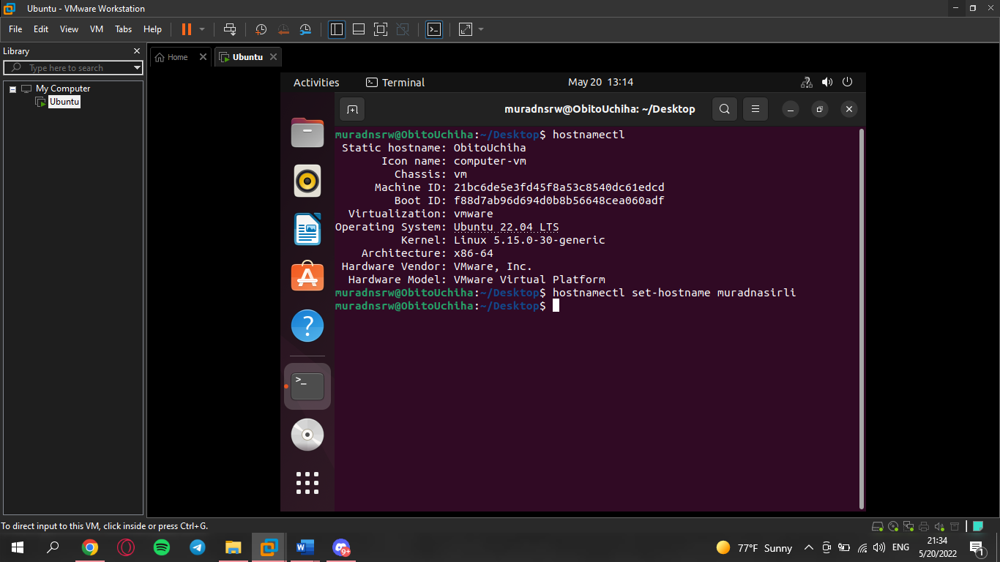 Ubuntu - VMware Workstation
File Edit View VM Tabs Help
Library
Type here to search
My Computer
Ubuntu
Home
Ubuntu
Activities Terminal May 20 13:14
muradnsrw@ObitoUchiha: ~/Desktop
muradnsrw@ObitoUchiha:~/Desktop$ hostnamectl
Static hostname: ObitoUchiha
Icon name: computer-vm
Chassis: vm
Machine ID: 21bc6de5e3fd45f8a53c8540dc61edcd
Boot ID: f88d7ab96d694d0b8b56648cea060adf
Virtualization: vmware
Operating System: Ubuntu 22.04 LTS
Kernel: Linux 5.15.0-30-generic
Architecture: x86-64
Hardware Vendor: VMware, Inc.
Hardware Model: VMware Virtual Platform
muradnsrw@ObitoUchiha:~/Desktop$ hostnamectl set-hostname muradnasirli
muradnsrw@ObitoUchiha:~/Desktop$
To direct input to this VM, click inside or press Ctrl+G.
9+
77°F Sunny
ENG
21:34
5/20/2022
1